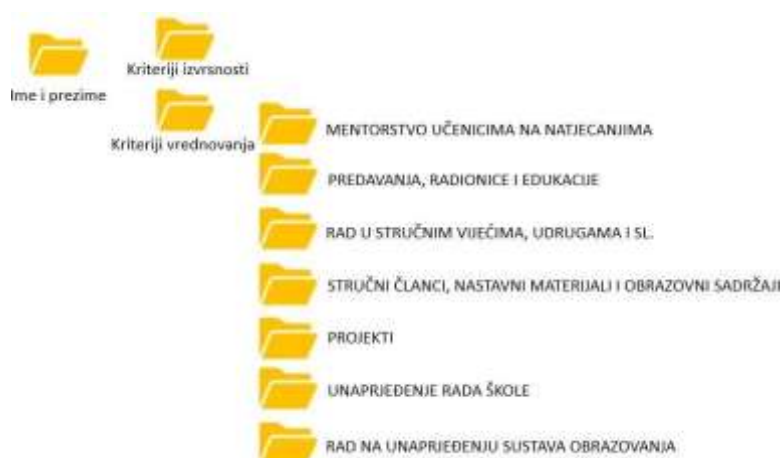 Ime i prezime
Kriteriji izvrsnosti
Kriteriji vrednovanja
MENTORSTVO UČENICIMA NA NATJECANJIMA
PREDAVANJA, RADIONICE I EDUKACIJE
RAD U STRUČNIM VIJEĆIMA, UDRUGAMA I SL.
STRUČNI ČLANCI, NASTAVNI MATERIJALI I OBRAZOVNI SADRŽAJI
PROJEKTI
UNAPRJEĐENJE RADA ŠKOLE
RAD NA UNAPRJEĐENJU SUSTAVA OBRAZOVANJA